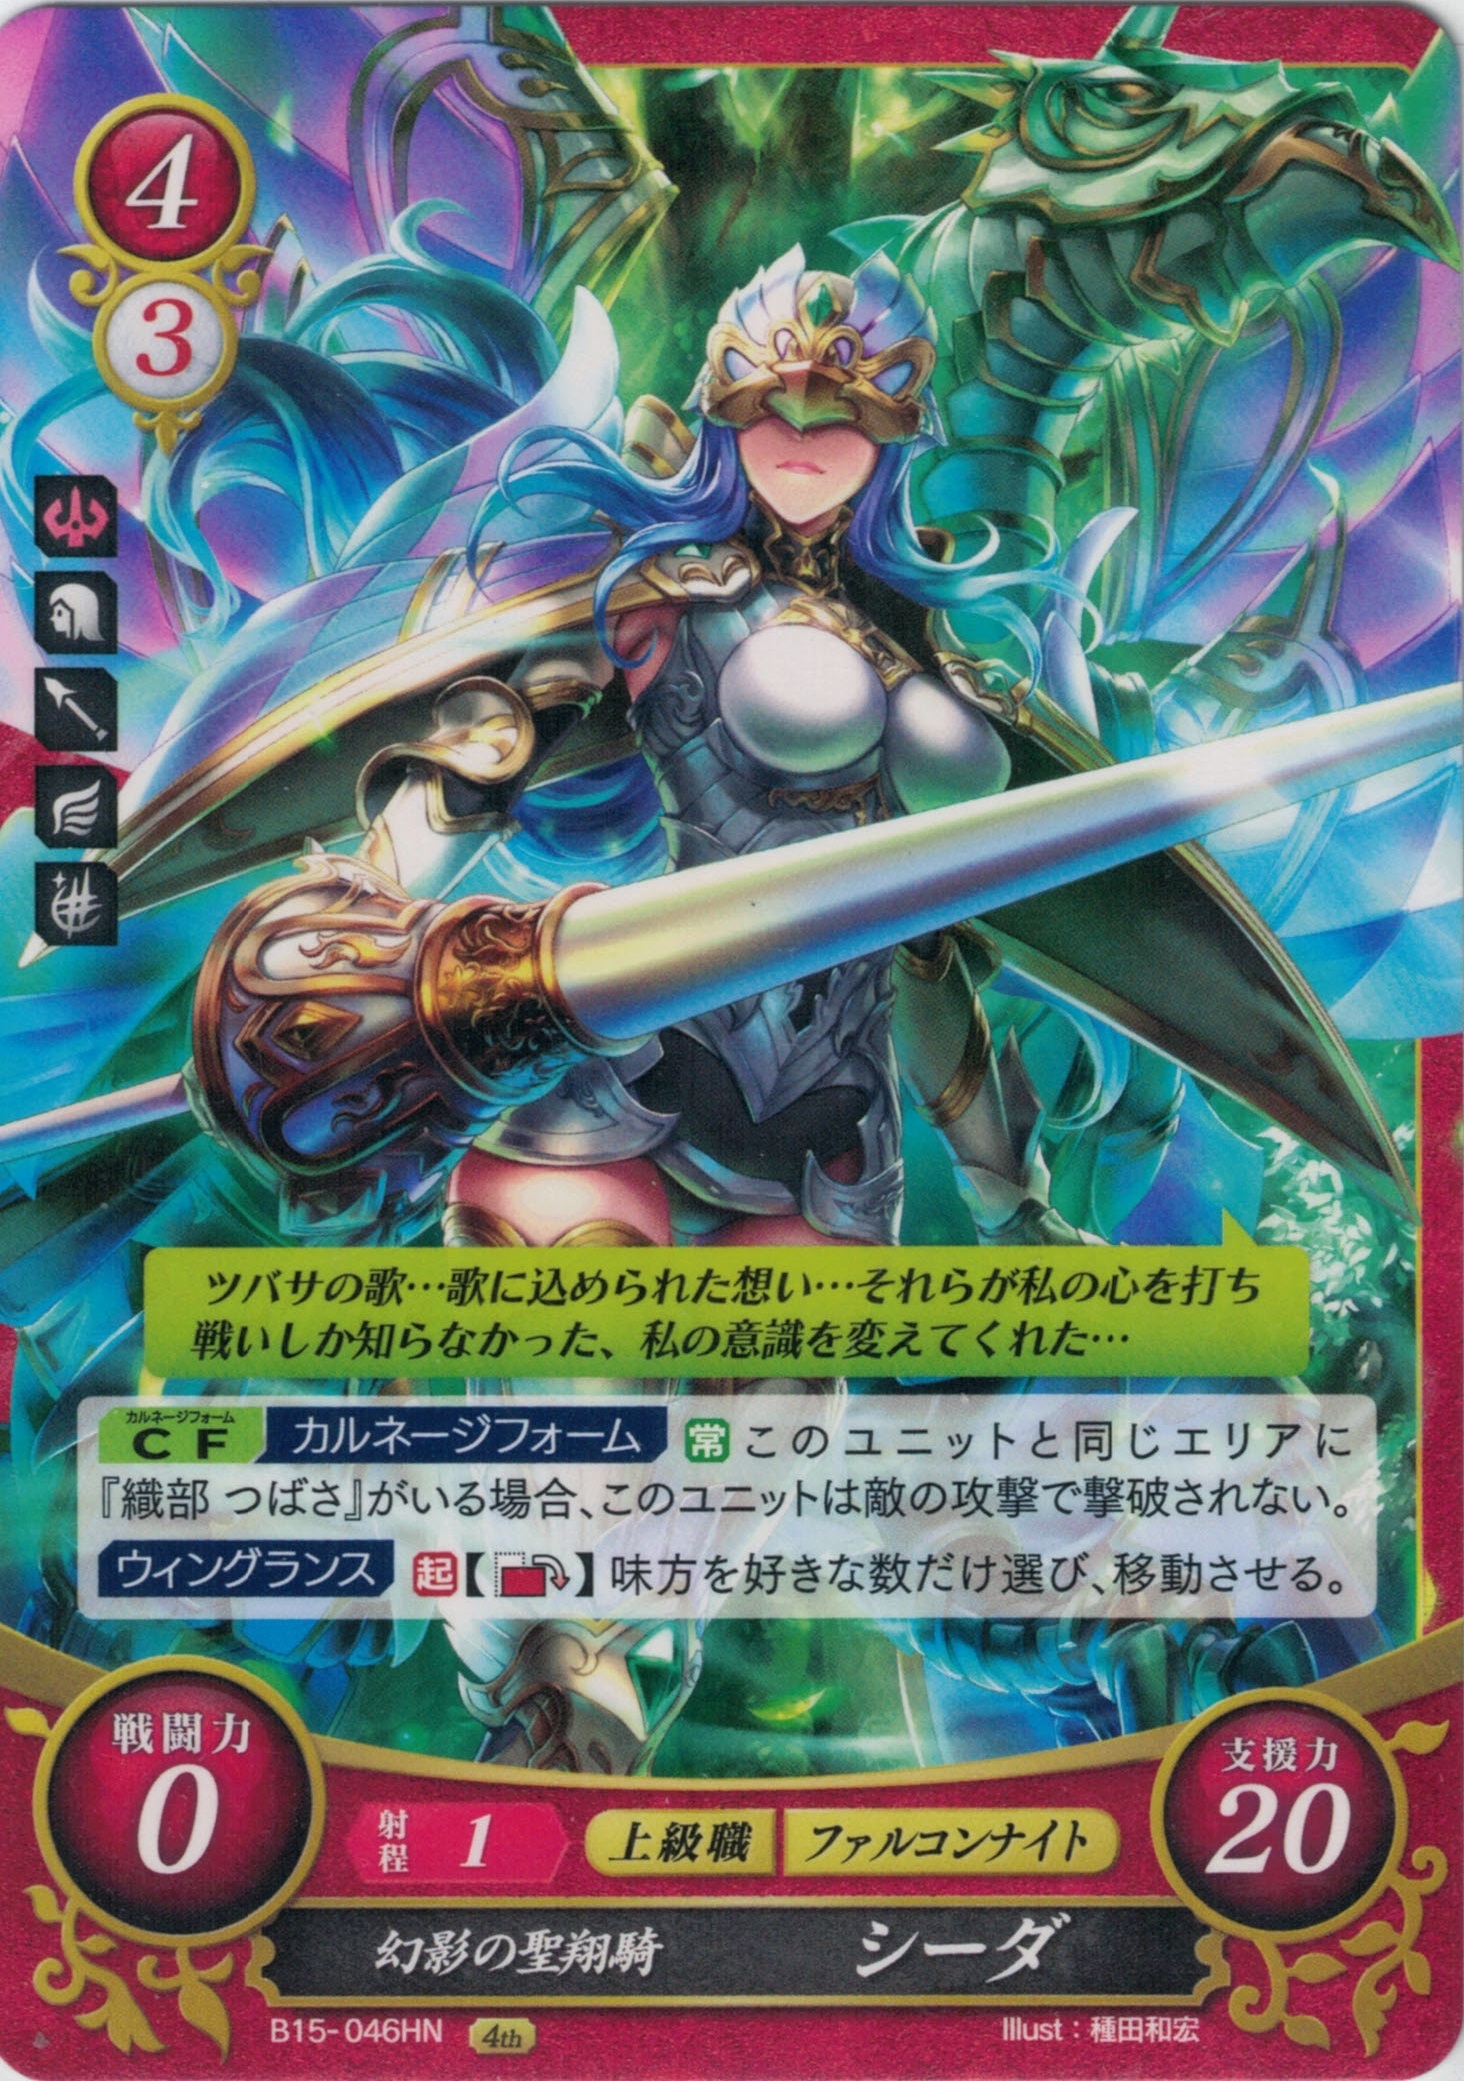 4
3
ツバサの歌…歌に込められた想い…それらが私の心を打ち
戦いしか知らなかった、私の意識を変えてくれた…
カルネージフォーム
CF カルネージフォーム 常 このユニットと同じエリアに
『織部 つばさ』がいる場合、このユニットは敵の攻撃で撃破されない。
ウィングランス 起【】味方を好きな数だけ選び、移動させる。
戦闘力
0
射程 1
上級職 ファルコンナイト
支援力
20
幻影の聖翔騎 シーダ
B15-046HN 4th Illust：種田和宏